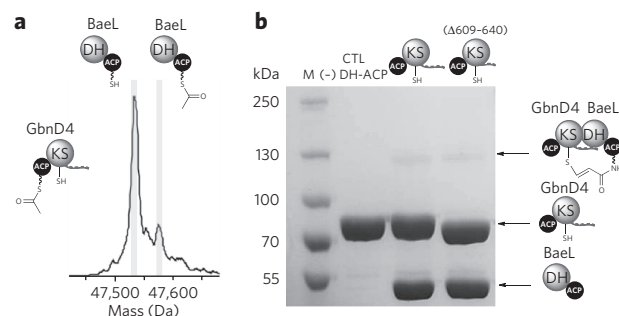 a
BaeL
BaeL
DH
ACP
SH
DH
ACP
S
O
GbnD4
ACP
KS
SH
S
O
47,500
47,600
Mass (Da)
b
kDa
M
(–)
CTL
DH-ACP
ACP
KS
SH
(Δ609–640)
ACP
KS
SH
250
130
100
70
55
GbnD4
BaeL
ACP
KS
DH
ACP
S
O
NH
GbnD4
ACP
KS
SH
BaeL
DH
ACP